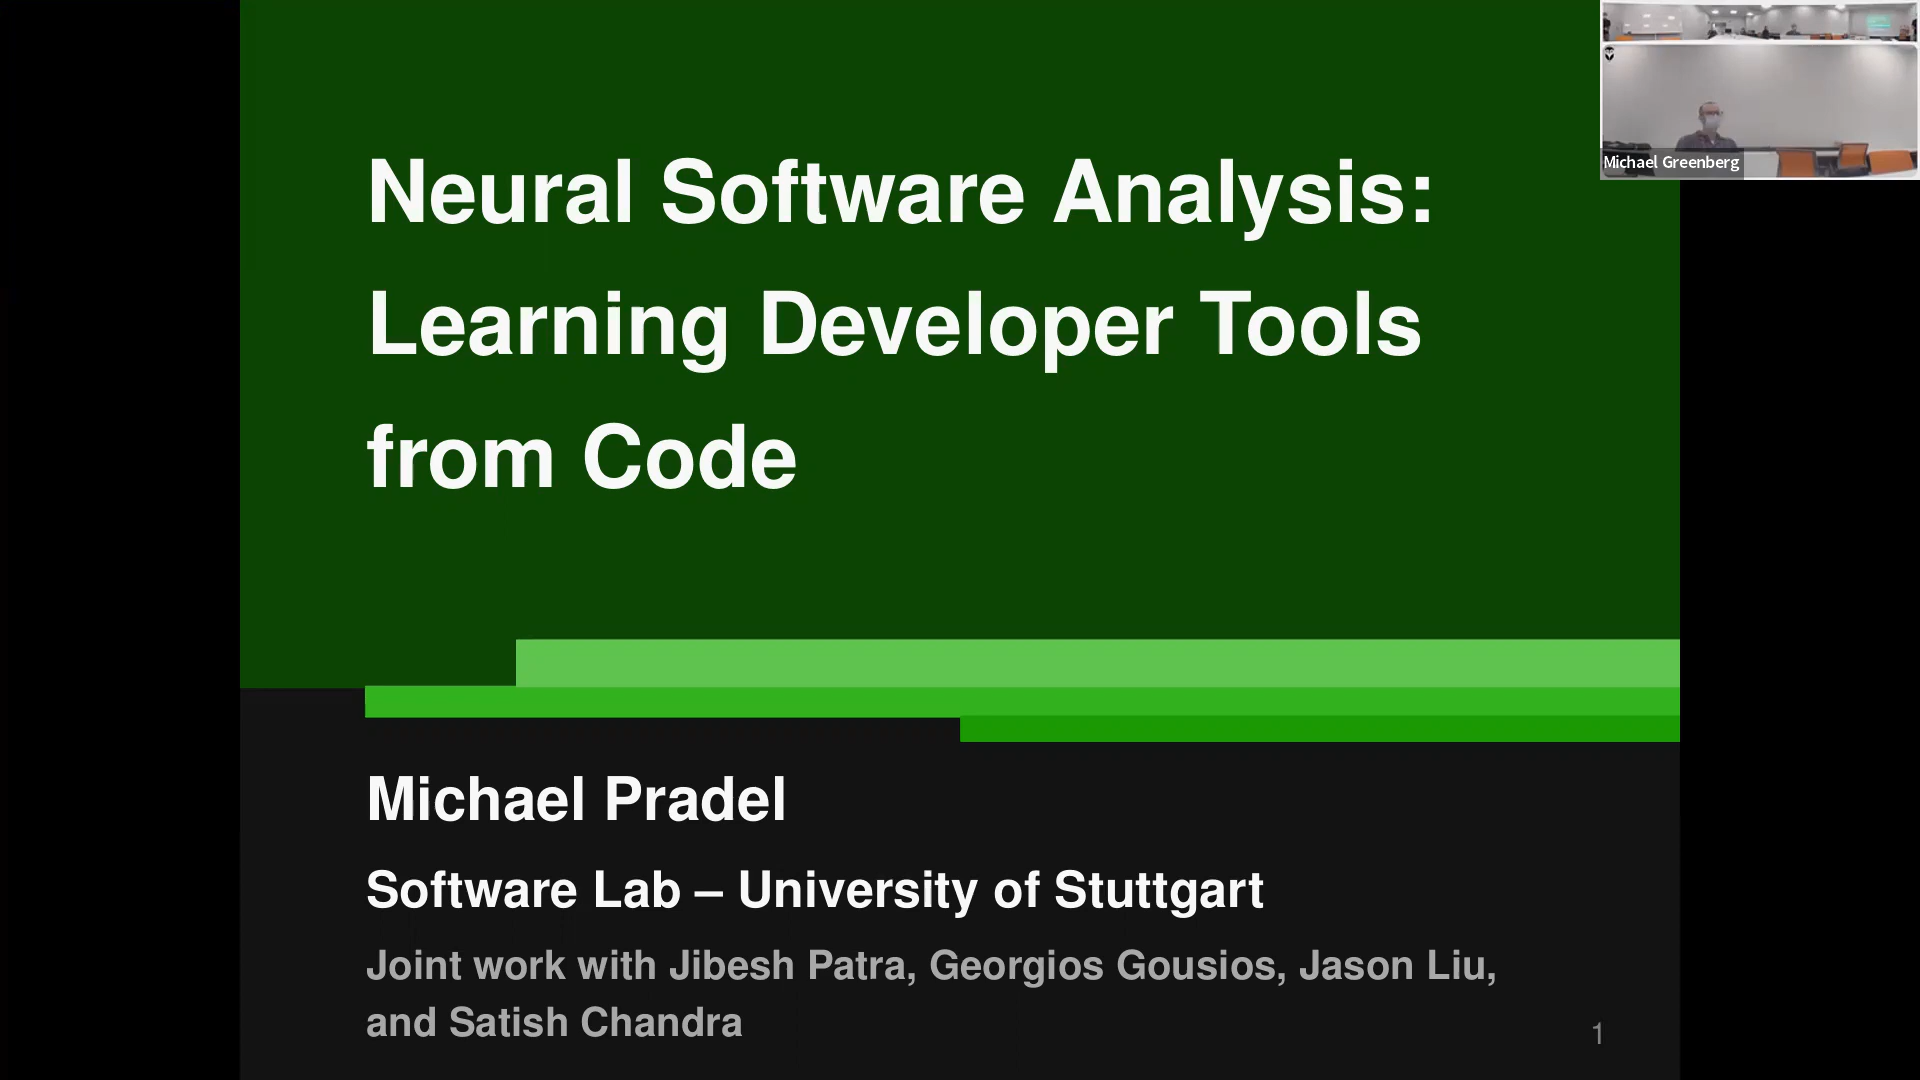 Neural Software Analysis:
Learning Developer Tools
from Code
Michael Pradel
Software Lab – University of Stuttgart
Joint work with Jibesh Patra, Georgios Gousios, Jason Liu,
and Satish Chandra
1
Michael Greenberg